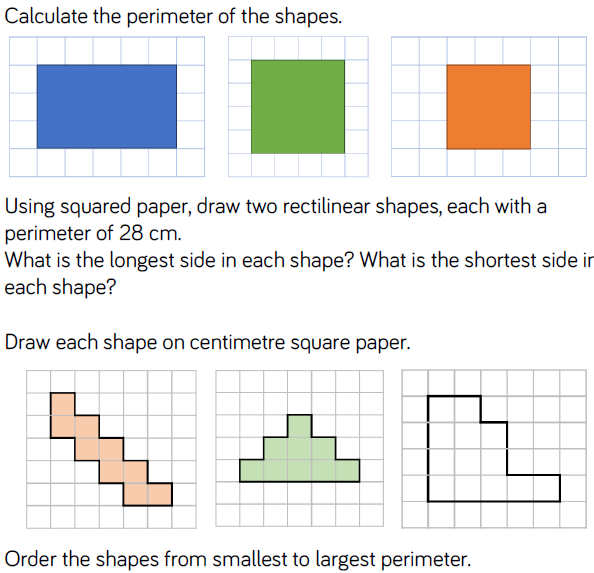 Calculate the perimeter of the shapes.
Using squared paper, draw two rectilinear shapes, each with a
perimeter of 28 cm.
What is the longest side in each shape? What is the shortest side in
each shape?
Draw each shape on centimetre square paper.
Order the shapes from smallest to largest perimeter.